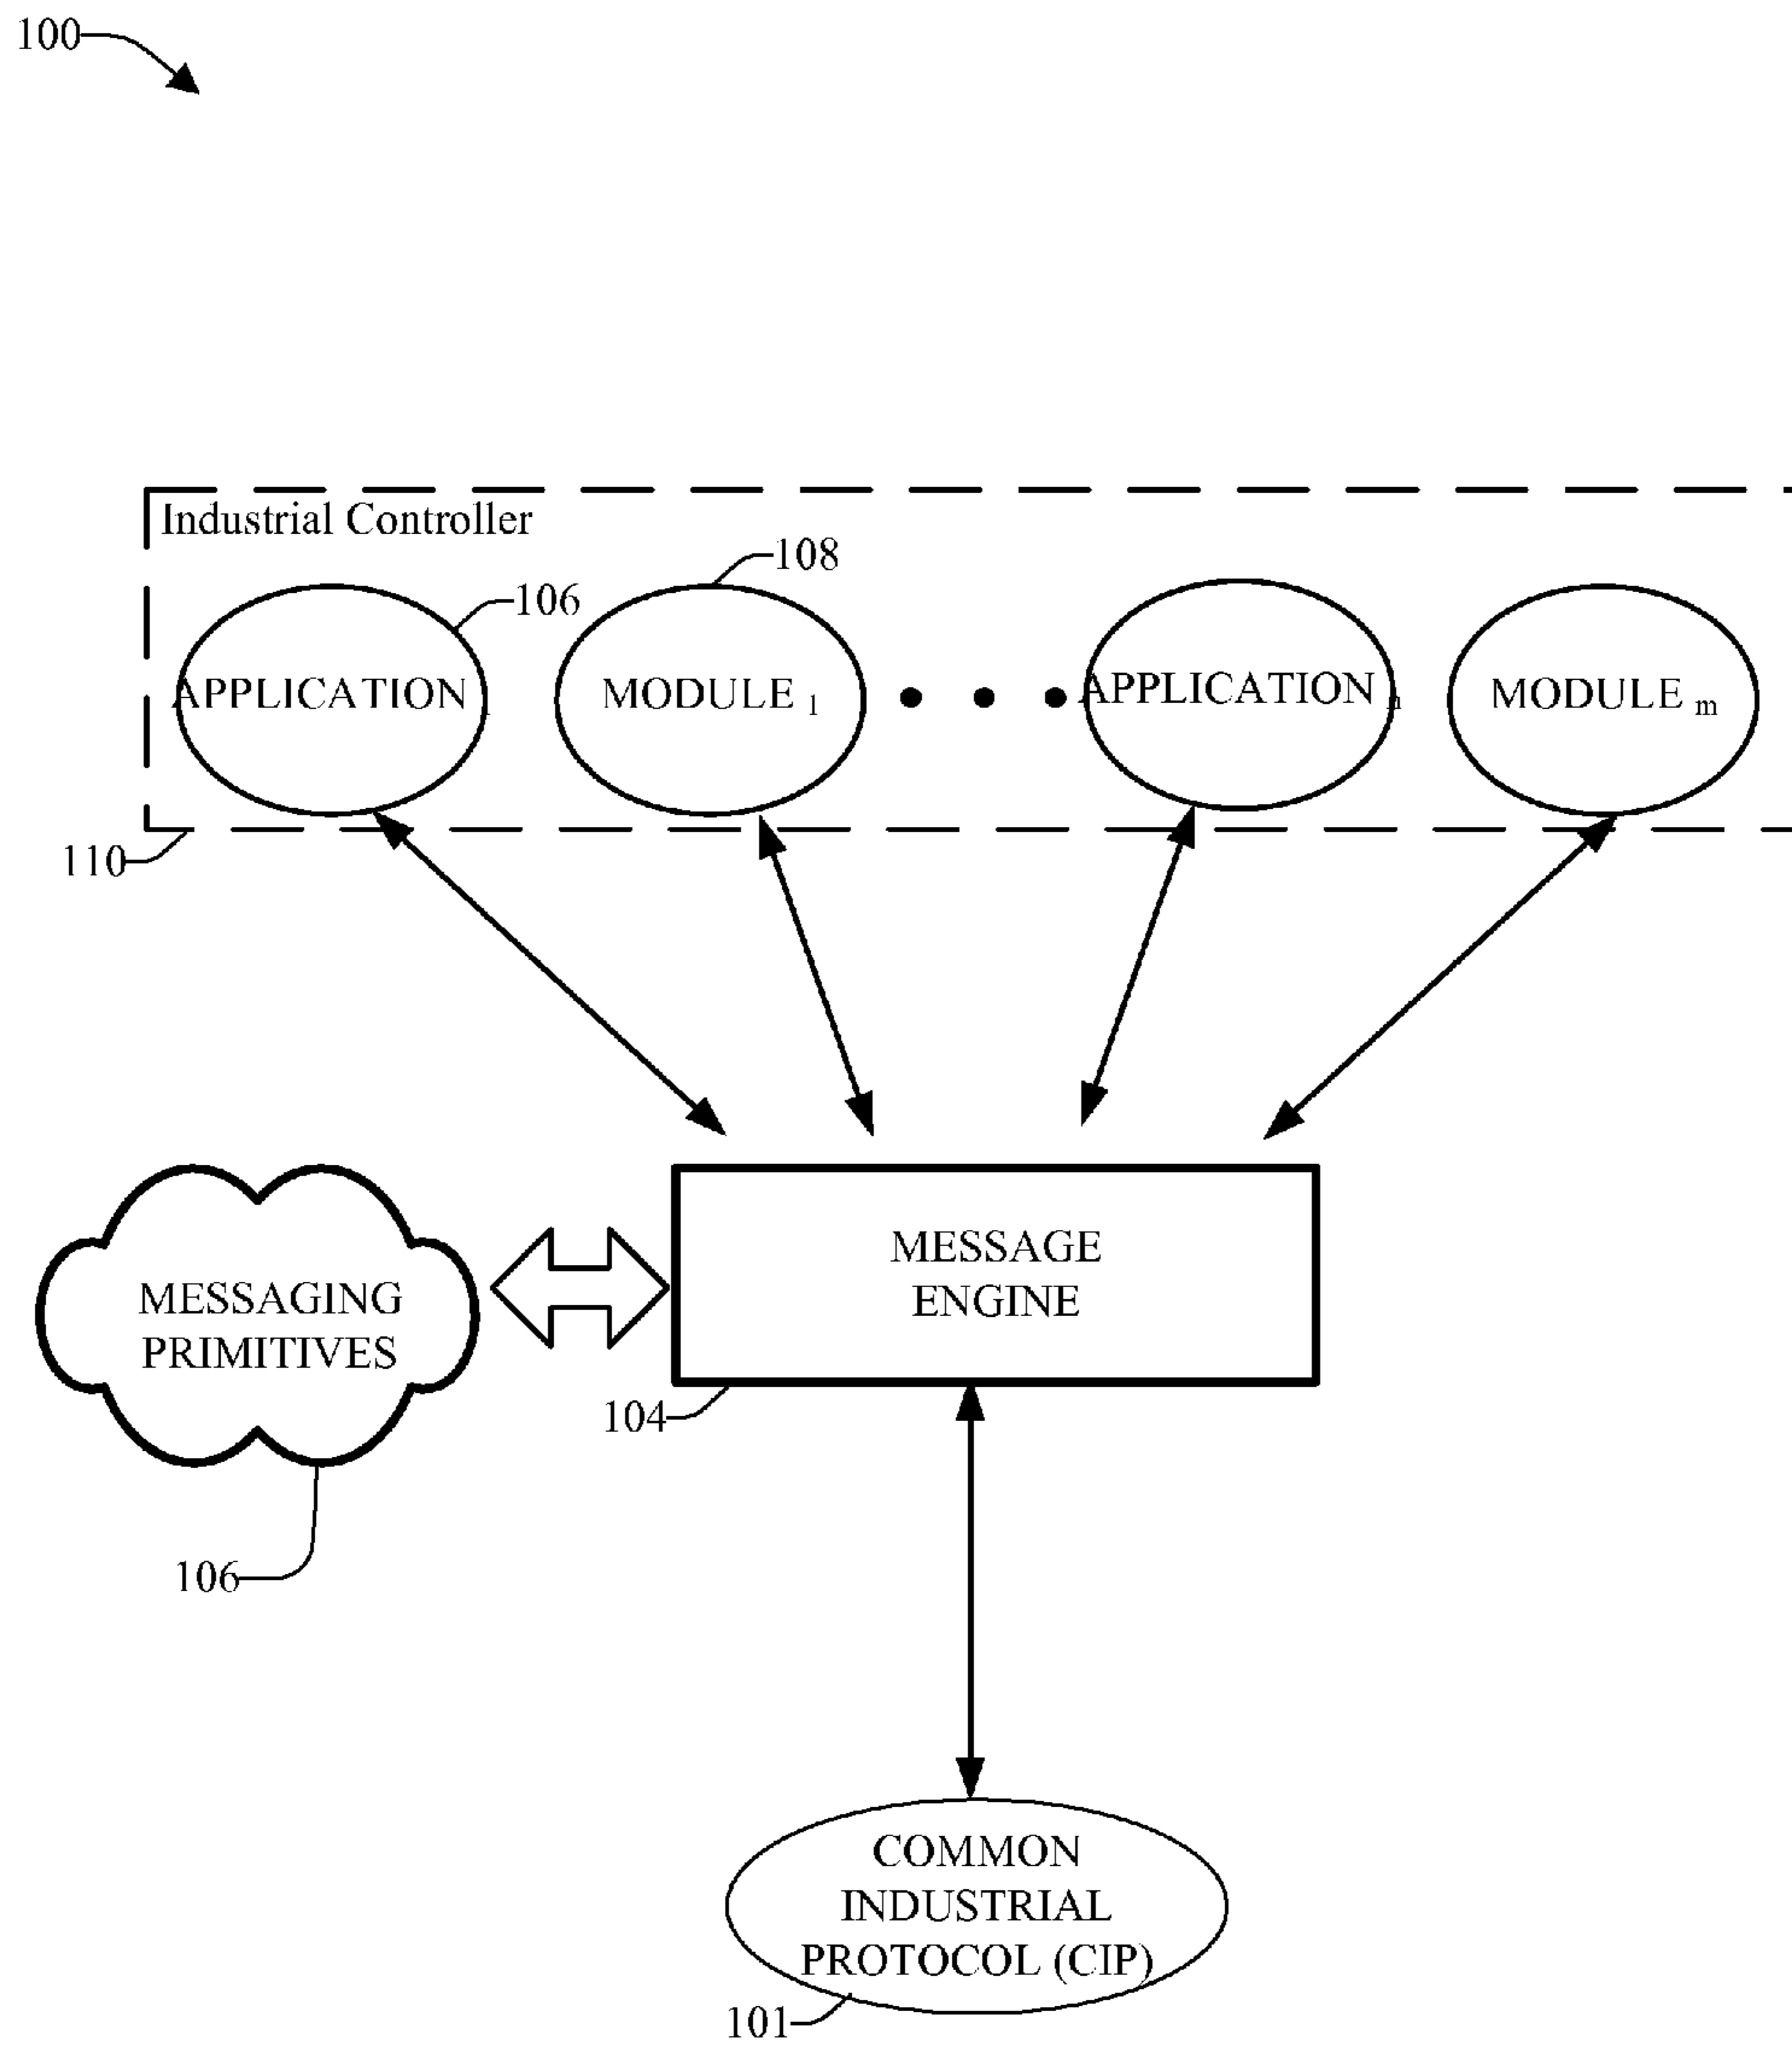 100
Industrial Controller
108
106
APPLICATION
MODULE 1
APPLICATION n
MODULE m
110
MESSAGE
ENGINE
MESSAGING
PRIMITIVES
104
106
COMMON
INDUSTRIAL
PROTOCOL (CIP)
101